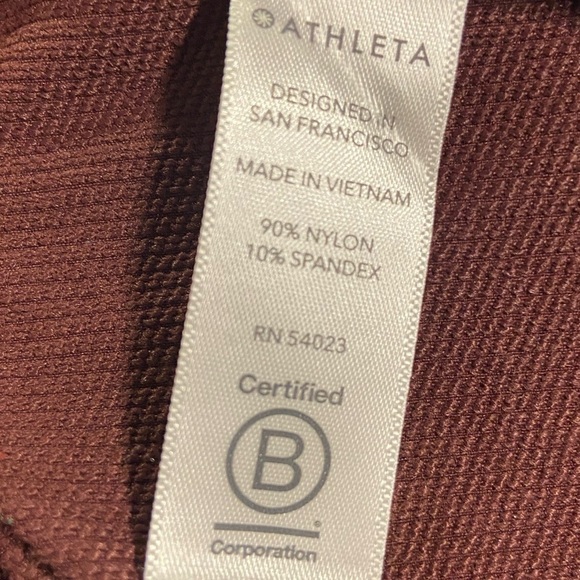 ATHLETA
DESIGNED IN
SAN FRANCISCO
MADE IN VIETNAM
90% NYLON
10% SPANDEX
RN 54023
Certified
B
®
Corporation